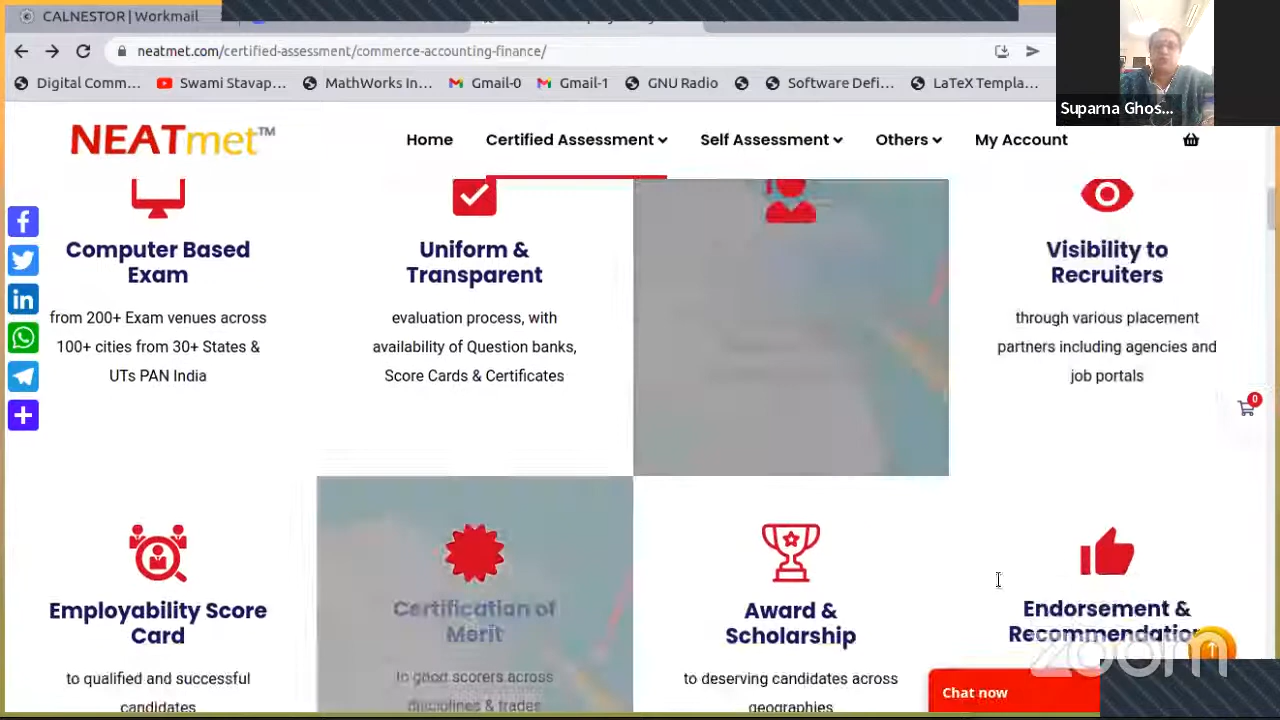 CALNESTOR | Workmail
neatmet.com/certified-assessment/commerce-accounting-finance/
Digital Comm... Swami Stavap... MathWorks In... Gmail-0 Gmail-1 GNU Radio Software Defi... LaTeX Templa...
Suparna Ghos...
NEATmet™ Home Certified Assessment Self Assessment Others My Account
Computer Based
Exam
from 200+ Exam venues across
100+ cities from 30+ States &
UTs PAN India
Uniform &
Transparent
evaluation process, with
availability of Question banks,
Score Cards & Certificates
Visibility to
Recruiters
through various placement
partners including agencies and
job portals
0
Employability Score
Card
to qualified and successful
candidates
Certification of
Merit
to good scorers across
disciplines & trades
Award &
Scholarship
to deserving candidates across
geographies
Endorsement &
Recommendation
zoom
Chat now